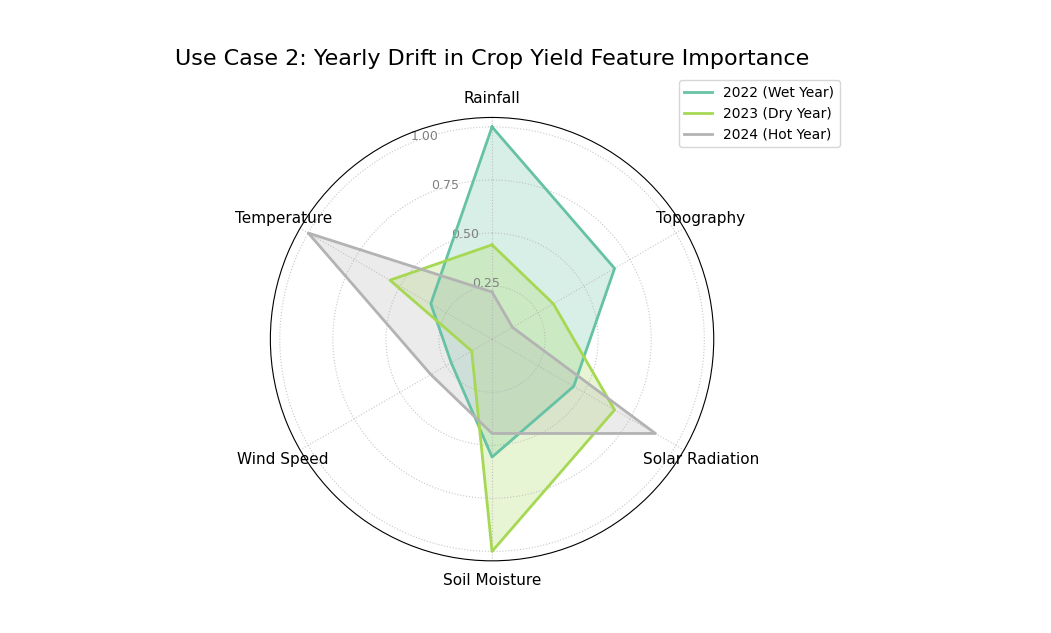 Use Case 2: Yearly Drift in Crop Yield Feature Importance
2022 (Wet Year)
2023 (Dry Year)
2024 (Hot Year)
Rainfall
1.00
0.75
Temperature
Topography
0.50
0.25
Wind Speed
Solar Radiation
Soil Moisture